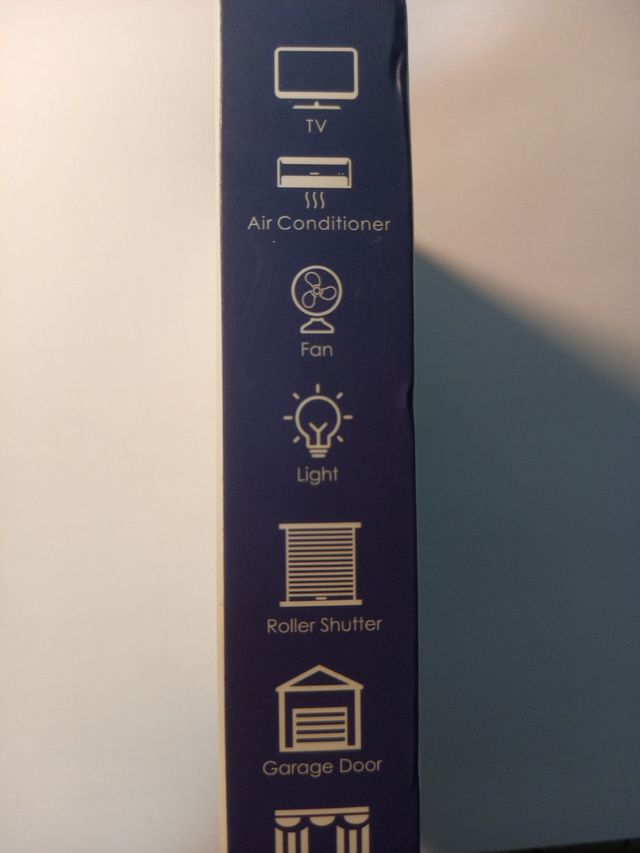 TV
Air Conditioner
Fan
Light
Roller Shutter
Garage Door